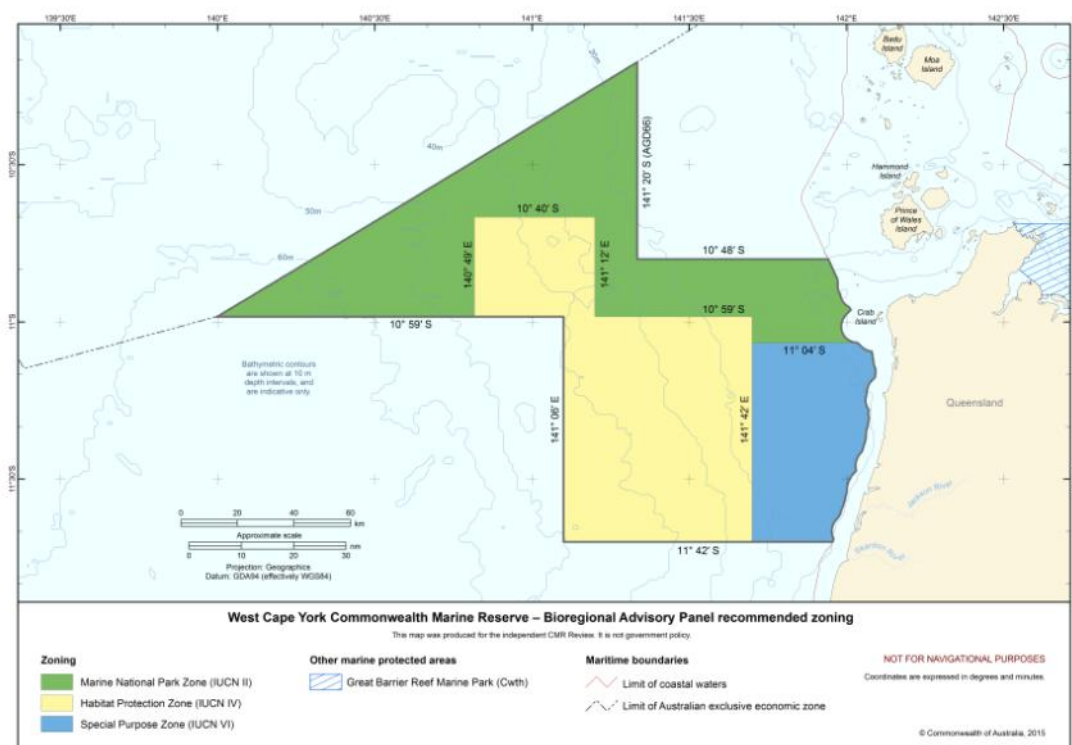 139°30'E
140°E
140°30'E
141°E
141°30'E
142°E
142°30'E
20m
Badu
Island
Moa
Island
40m
10°30'S
141° 20' S (AGD66)
Hammond
Island
50m
10° 40' S
Prince
of Wales
Island
60m
140° 49' E
141° 12' E
10° 48' S
11°S
10° 59' S
10° 59' S
Crab
Island
11° 04' S
Bathymetric contours
are shown at 10 m
depth intervals, and
are indicative only.
141° 06' E
141° 42' E
Queensland
11°30'S
Jackson River
0 20 40 60
km
Approximate scale
0 10 20 30
nm
Projection: Geographics
Datum: GDA94 (effectively WGS84)
11° 42' S
Skardon River
West Cape York Commonwealth Marine Reserve – Bioregional Advisory Panel recommended zoning
This map was produced for the independent CMR Review. It is not government policy.
Zoning
Marine National Park Zone (IUCN II)
Habitat Protection Zone (IUCN IV)
Special Purpose Zone (IUCN VI)
Other marine protected areas
Great Barrier Reef Marine Park (Cwth)
Maritime boundaries
Limit of coastal waters
Limit of Australian exclusive economic zone
NOT FOR NAVIGATIONAL PURPOSES
Coordinates are expressed in degrees and minutes.
© Commonwealth of Australia, 2015